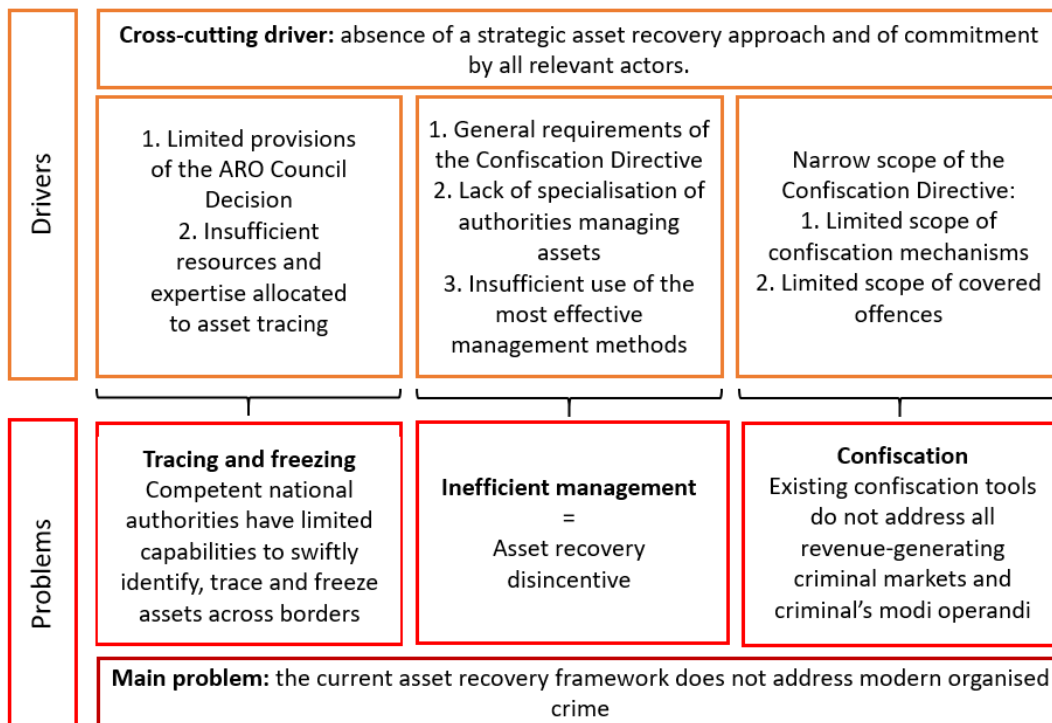 Cross-cutting driver: absence of a strategic asset recovery approach and of commitment
by all relevant actors.
Drivers
1. Limited provisions
of the ARO Council
Decision
2. Insufficient
resources and
expertise allocated
to asset tracing
1. General requirements of
the Confiscation Directive
2. Lack of specialisation of
authorities managing
assets
3. Insufficient use of the
most effective
management methods
Narrow scope of the
Confiscation Directive:
1. Limited scope of
confiscation mechanisms
2. Limited scope of covered
offences
Problems
Tracing and freezing
Competent national
authorities have limited
capabilities to swiftly
identify, trace and freeze
assets across borders
Inefficient management
=
Asset recovery
disincentive
Confiscation
Existing confiscation tools
do not address all
revenue-generating
criminal markets and
criminal’s modi operandi
Main problem: the current asset recovery framework does not address modern organised
crime